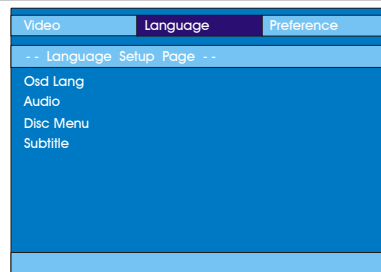 Video Language Preference
-- Language Setup Page --
Osd Lang
Audio
Disc Menu
Subtitle